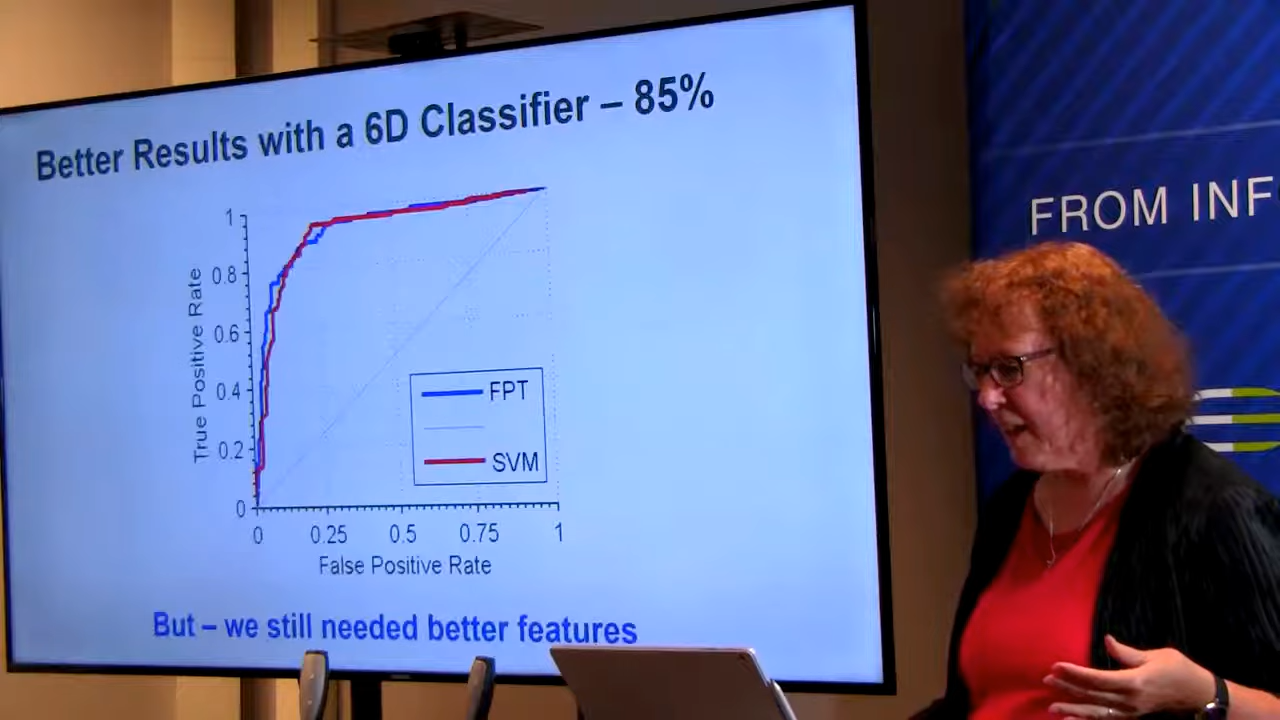 Better Results with a 6D Classifier – 85%
1
0.8
0.6
0.4
0.2
0
True Positive Rate
FPT
SVM
0
0.25
0.5
0.75
1
False Positive Rate
But – we still needed better features
FROM INF